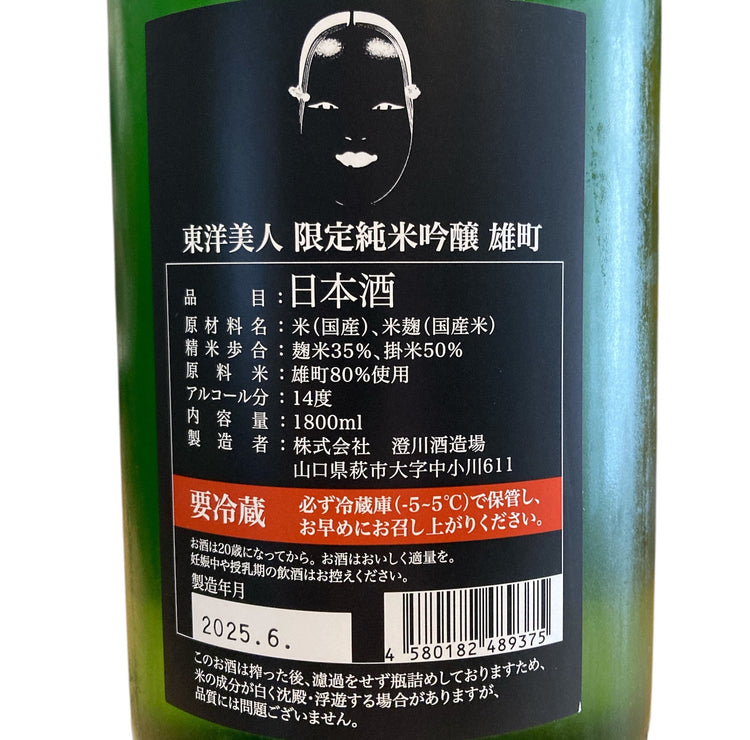 東洋美人 限定純米吟醸 雄町
品目:日本酒
原材料名:米(国産)、米麹(国産米)
精米歩合:麹米35%、掛米50%
原料米:雄町80%使用
アルコール分:14度
内容量:1800ml
製造者:株式会社 澄川酒造場
山口県萩市大字中小川611
要冷蔵 必ず冷蔵庫(-5~5℃)で保管し、
お早めにお召し上がりください。
お酒は20歳になってから。お酒はおいしく適量を。
妊娠中や授乳期の飲酒はお控えください。
製造年月
2025.6.
4 580182 489375
このお酒は搾った後、濾過をせず瓶詰めしておりますため、
米の成分が白く沈殿・浮遊する場合がありますが、
品質には問題ございません。